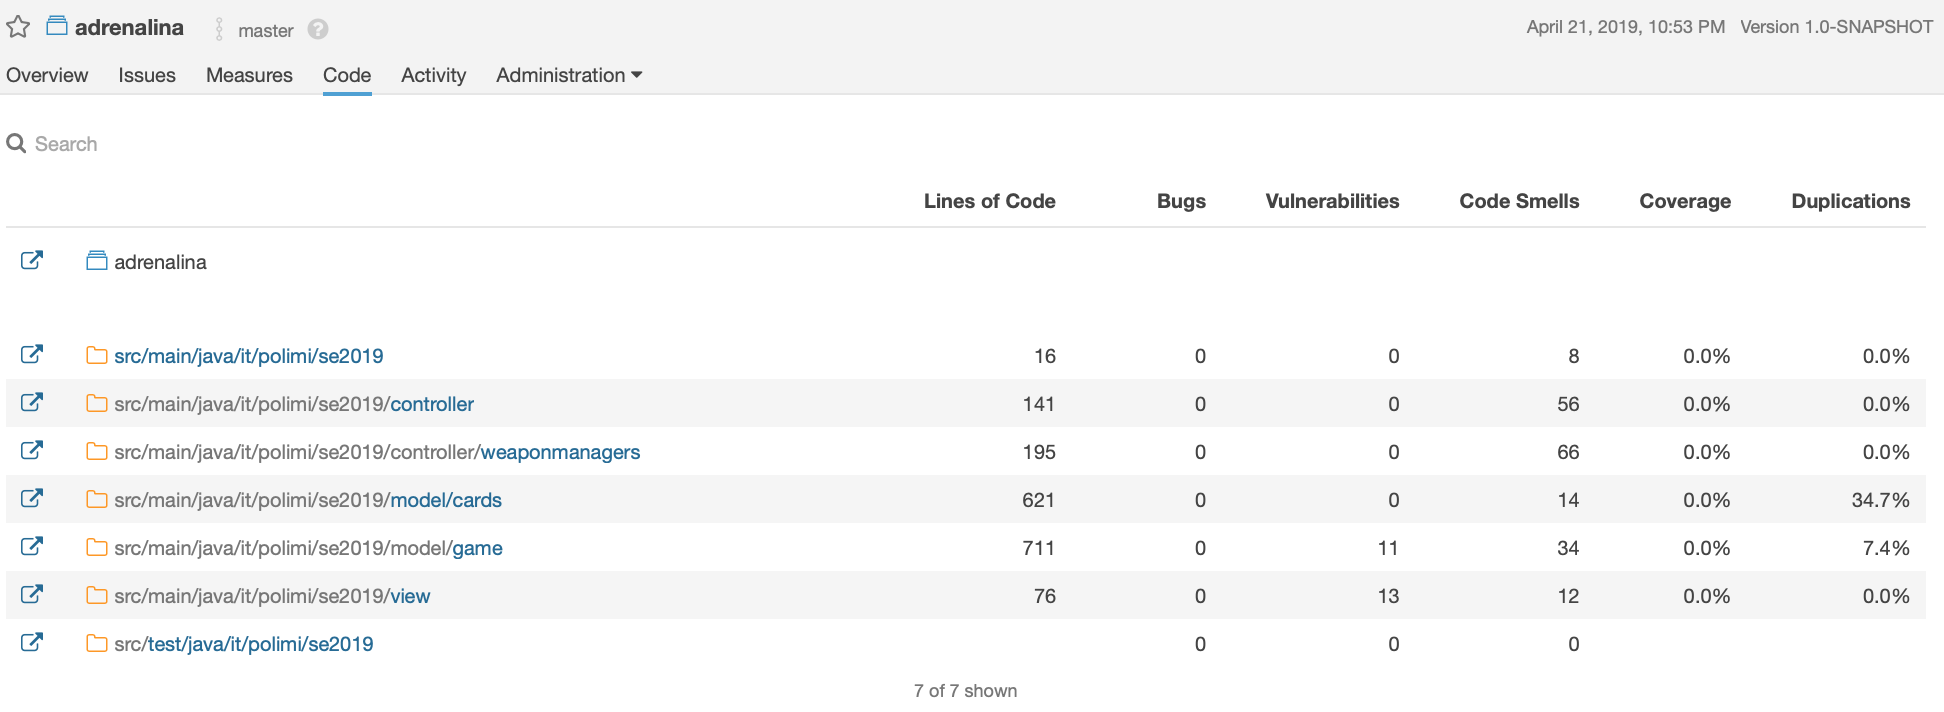 adrenalina master ? April 21, 2019, 10:53 PM Version 1.0-SNAPSHOT
Overview Issues Measures Code Activity Administration
Search
Lines of Code Bugs Vulnerabilities Code Smells Coverage Duplications
adrenalina
src/main/java/it/polimi/se2019 16 0 0 8 0.0% 0.0%
src/main/java/it/polimi/se2019/controller 141 0 0 56 0.0% 0.0%
src/main/java/it/polimi/se2019/controller/weaponmanagers 195 0 0 66 0.0% 0.0%
src/main/java/it/polimi/se2019/model/cards 621 0 0 14 0.0% 34.7%
src/main/java/it/polimi/se2019/model/game 711 0 11 34 0.0% 7.4%
src/main/java/it/polimi/se2019/view 76 0 13 12 0.0% 0.0%
src/test/java/it/polimi/se2019 0 0 0
7 of 7 shown